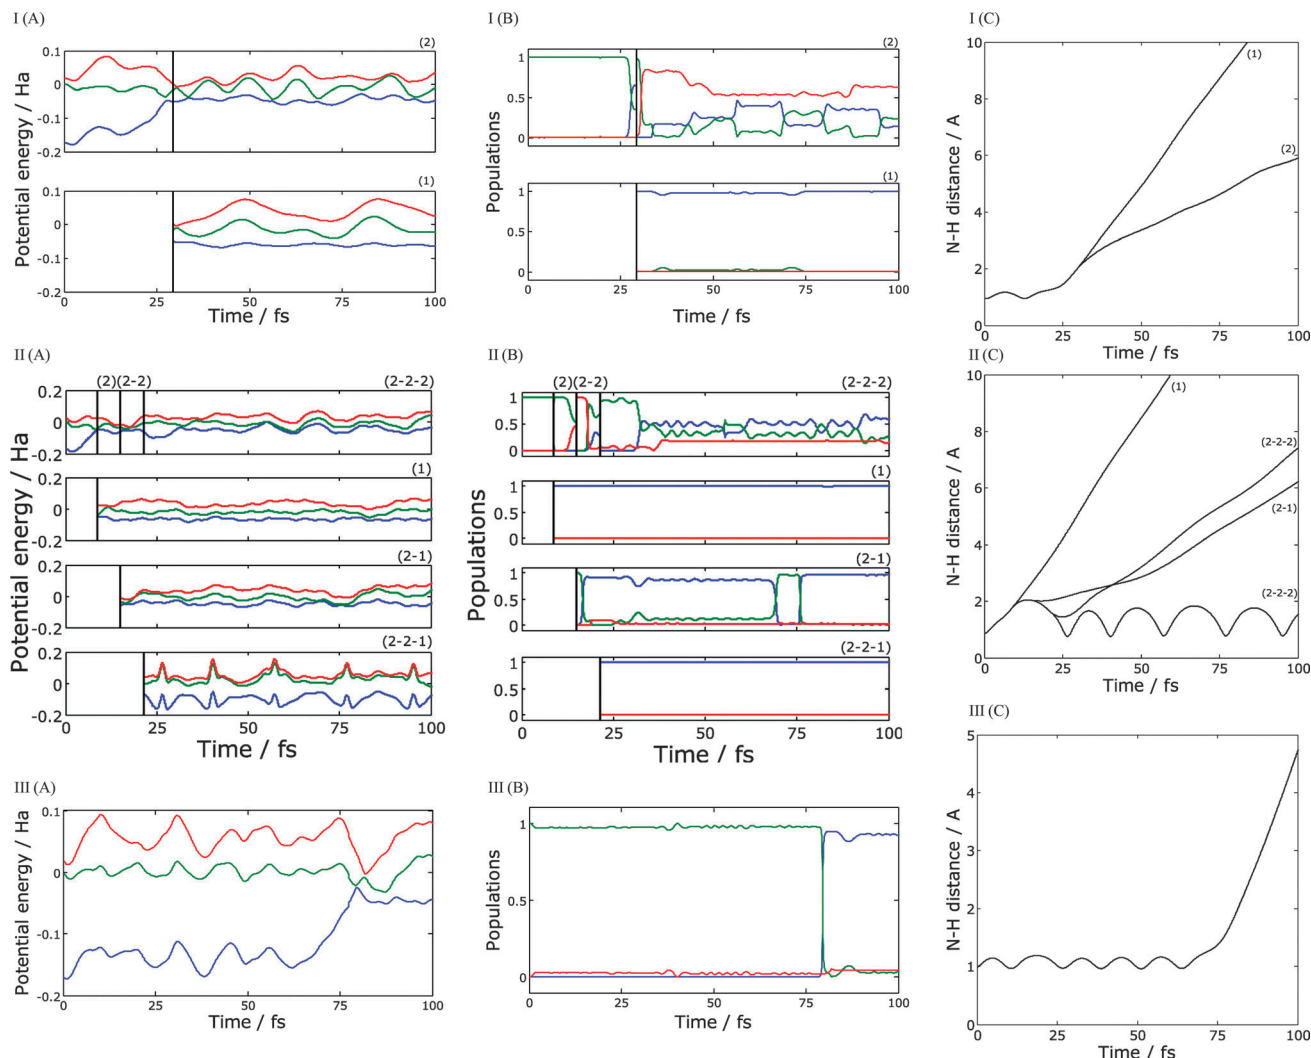 I (A)
(2)
0.1
0
-0.1
-0.2
(1)
0.1
0
-0.1
-0.2
0 25 50 75 100
Potential energy / Ha
Time / fs
I (B)
(2)
1
0.5
0
(1)
1
0.5
0
0 25 50 75 100
Populations
Time / fs
I (C)
10
8
6
4
2
0
(1)
(2)
0 25 50 75 100
N-H distance / A
Time / fs
II (A)
(2) (2-2) (2-2-2)
0.2
0
-0.2
(1)
0.2
0
-0.2
(2-1)
0.2
0
-0.2
(2-2-1)
0.2
0
-0.2
0 25 50 75 100
Potential energy / Ha
Time / fs
II (B)
(2) (2-2) (2-2-2)
1
0.5
0
(1)
1
0.5
0
(2-1)
1
0.5
0
(2-2-1)
1
0.5
0
0 25 50 75 100
Populations
Time / fs
II (C)
10
8
6
4
2
0
(1)
(2-2-2)
(2-1)
(2-2-2)
0 25 50 75 100
N-H distance / A
Time / fs
III (A)
0.1
0
-0.1
-0.2
0 25 50 75 100
Potential energy / Ha
Time / fs
III (B)
1
0.5
0
0 25 50 75 100
Populations
Time / fs
III (C)
5
4
3
2
1
0
0 25 50 75 100
N-H distance / A
Time / fs